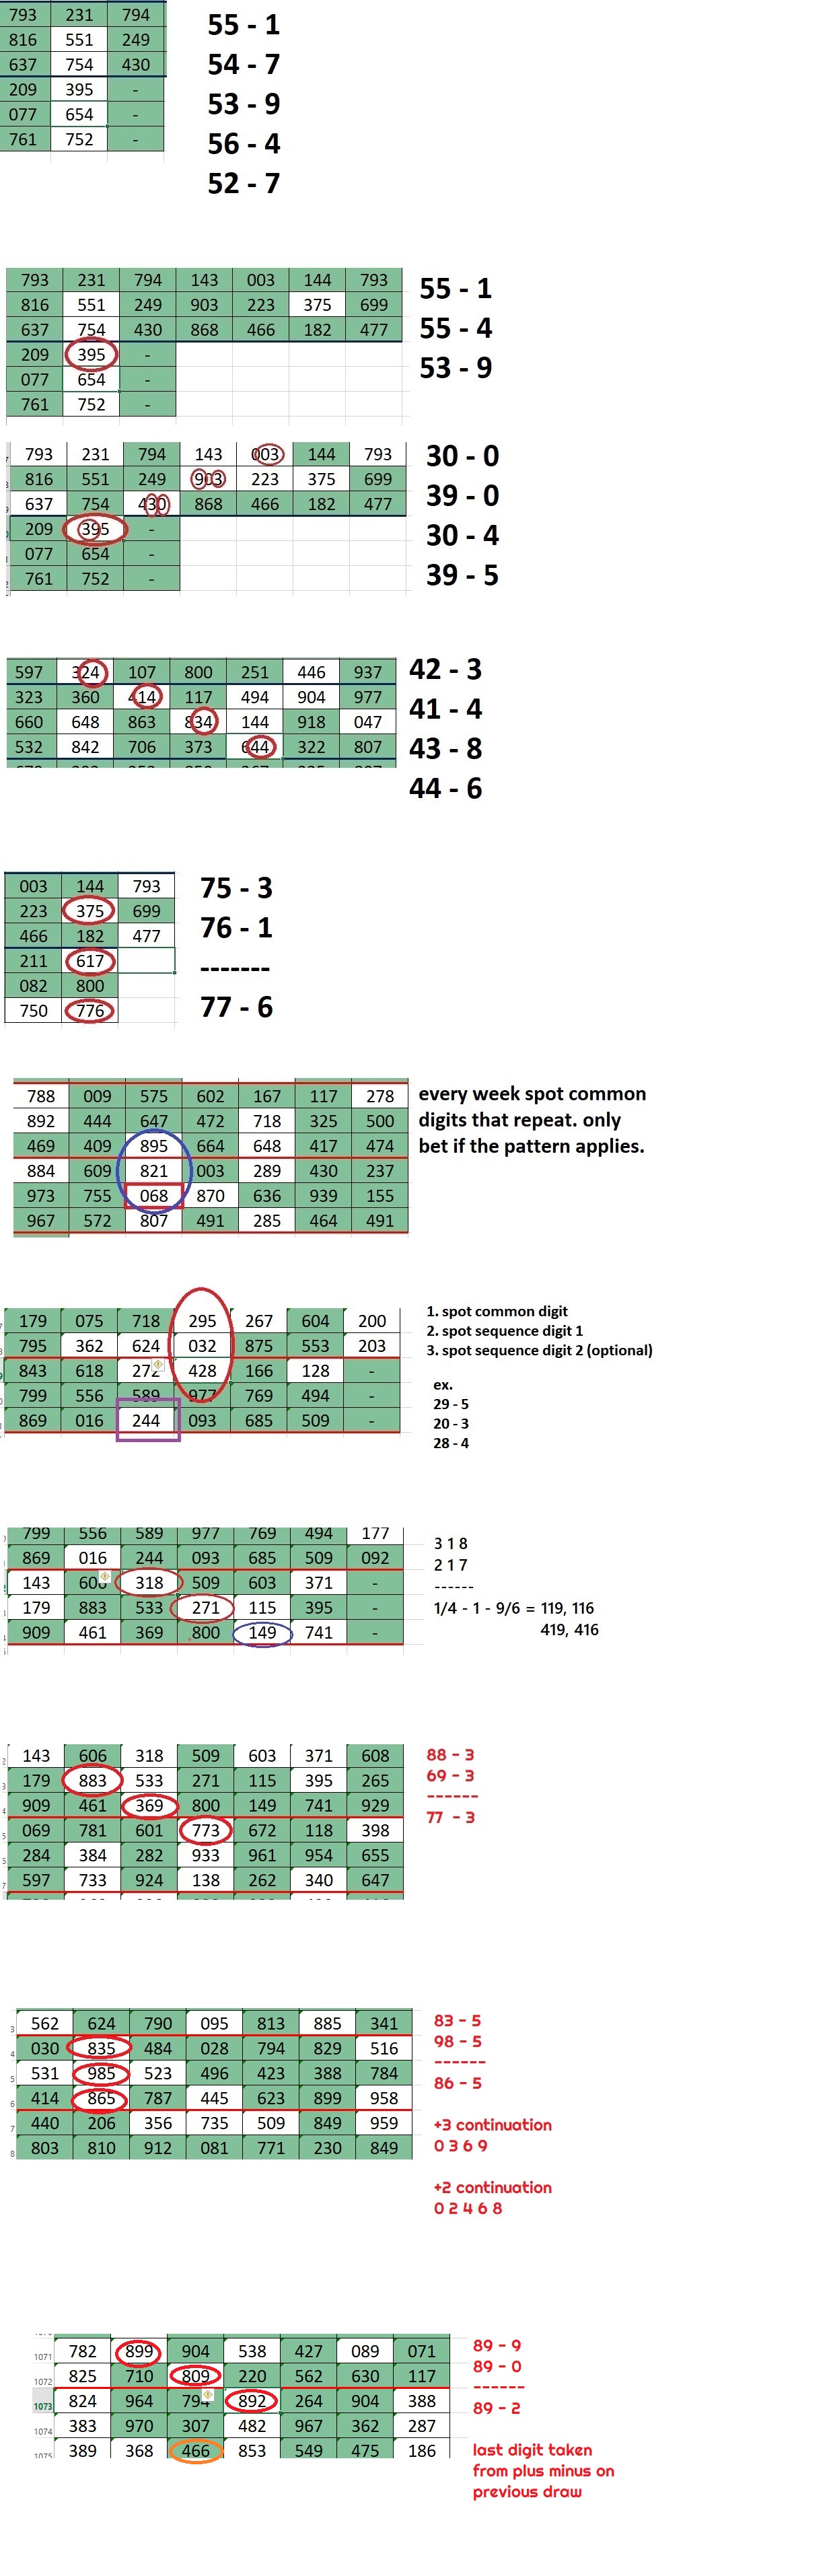 793 231 794
816 551 249
637 754 430
209 395 -
077 654 -
761 752 -
55 - 1
54 - 7
53 - 9
56 - 4
52 - 7
793 231 794 143 003 144 793
816 551 249 903 223 375 699
637 754 430 868 466 182 477
209 395 -
077 654 -
761 752 -
55 - 1
55 - 4
53 - 9
793 231 794 143 003 144 793
816 551 249 903 223 375 699
637 754 430 868 466 182 477
209 395 -
077 654 -
761 752 -
30 - 0
39 - 0
30 - 4
39 - 5
597 324 107 800 251 446 937
323 360 414 117 494 904 977
660 648 863 834 144 918 047
532 842 706 373 644 322 807
42 - 3
41 - 4
43 - 8
44 - 6
003 144 793
223 375 699
466 182 477
211 617
082 800
750 776
75 - 3
76 - 1
-------
77 - 6
788 009 575 602 167 117 278
892 444 647 472 718 325 500
469 409 895 664 648 417 474
884 609 821 003 289 430 237
973 755 068 870 636 939 155
967 572 807 491 285 464 491
every week spot common
digits that repeat. only
bet if the pattern applies.
179 075 718 295 267 604 200
795 362 624 032 875 553 203
843 618 272 428 166 128 -
799 556 589 977 769 494 -
869 016 244 093 685 509 -
1. spot common digit
2. spot sequence digit 1
3. spot sequence digit 2 (optional)
ex.
29 - 5
20 - 3
28 - 4
799 556 589 977 769 494 177
869 016 244 093 685 509 092
143 606 318 509 603 371 -
179 883 533 271 115 395 -
909 461 369 800 149 741 -
3 1 8
2 1 7
------
1/4 - 1 - 9/6 = 119, 116
419, 416
143 606 318 509 603 371 608
179 883 533 271 115 395 265
909 461 369 800 149 741 929
069 781 601 773 672 118 398
284 384 282 933 961 954 655
597 733 924 138 262 340 647
88 - 3
69 - 3
------
77 - 3
3 562 624 790 095 813 885 341
4 030 835 484 028 794 829 516
5 531 985 523 496 423 388 784
6 414 865 787 445 623 899 958
7 440 206 356 735 509 849 959
8 803 810 912 081 771 230 849
83 - 5
98 - 5
------
86 - 5
+3 continuation
0 3 6 9
+2 continuation
0 2 4 6 8
1071 782 899 904 538 427 089 071
1072 825 710 809 220 562 630 117
1073 824 964 794 892 264 904 388
1074 383 970 307 482 967 362 287
1075 389 368 466 853 549 475 186
89 - 9
89 - 0
------
89 - 2
last digit taken
from plus minus on
previous draw